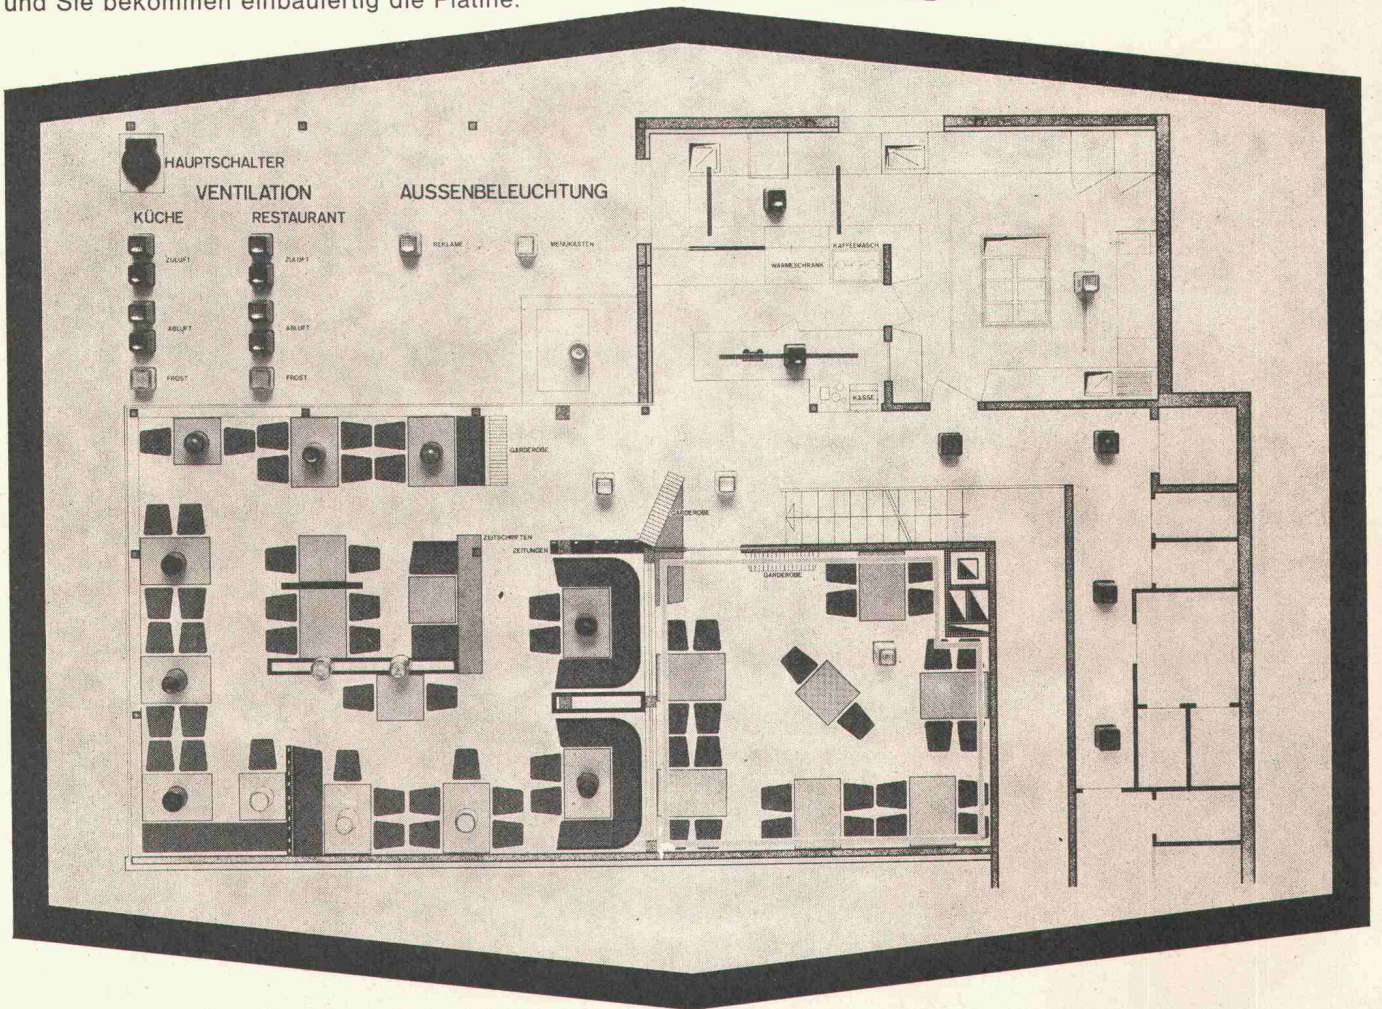 und Sie bekommen einbaufertig die Platine.
HAUPTSCHALTER
VENTILATION
AUSSENBELEUCHTUNG
KÜCHE
RESTAURANT
REKLAME
MENUKASTEN
ZULUFT
ZULUFT
ABLUFT
ABLUFT
FROST
FROST
KAFFEEMASCH
WÄRMESCHRANK
KASSE
GARDEROBE
GARDEROBE
ZEITSCHRIFTEN
ZEITUNGEN
GARDEROBE